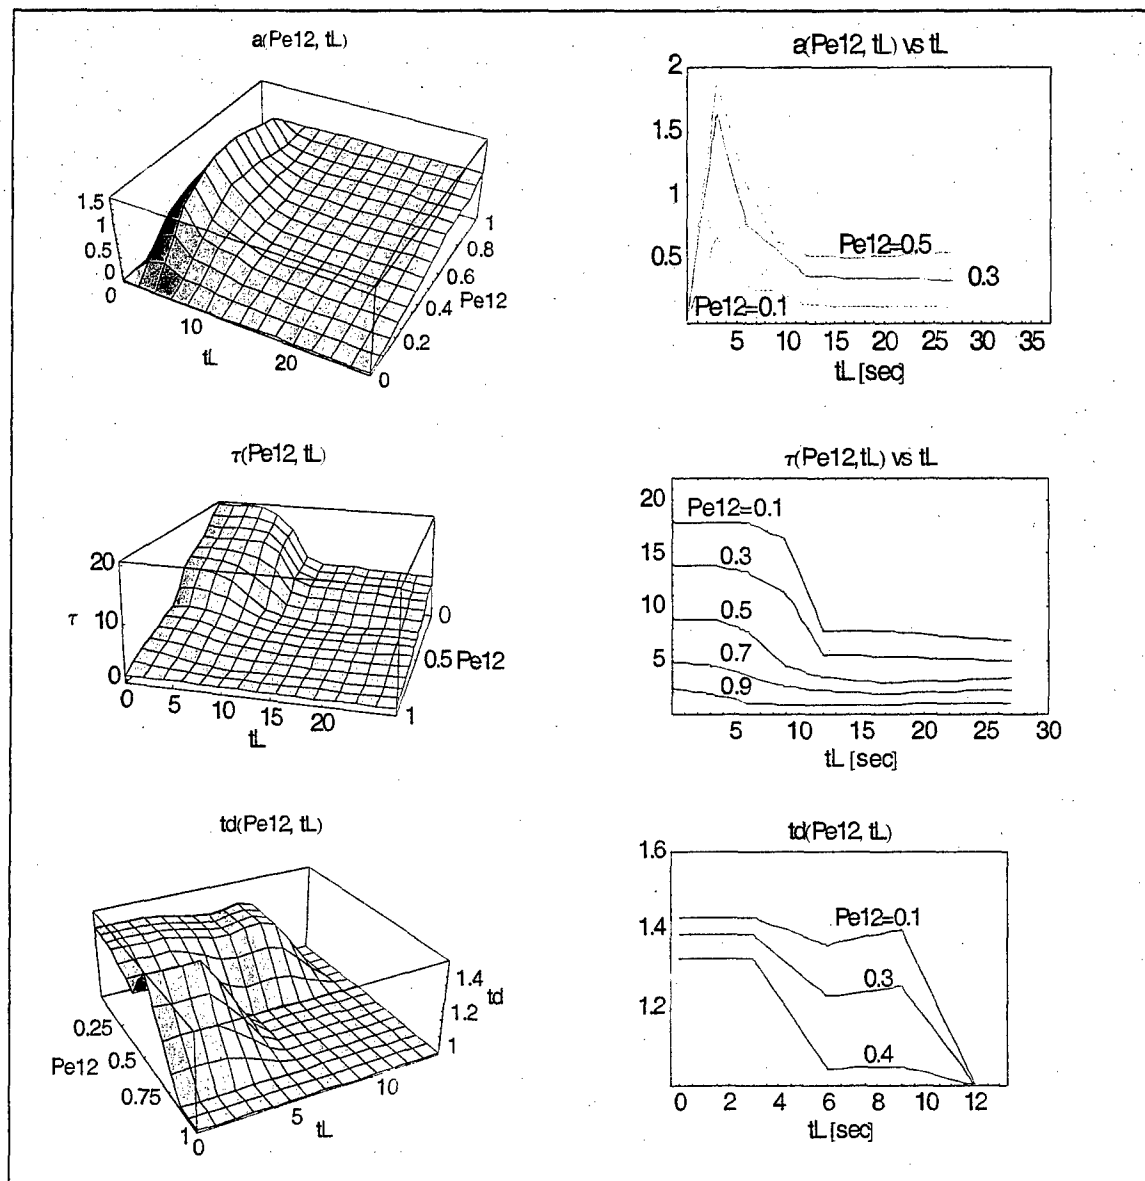 a(Pe12, tL)
1.5
1
0.5
0
0
10
tL
20
0
0.2
0.4
Pe12
0.6
0.8
1
a(Pe12, tL) vs tL
2
1.5
1
0.5
Pe12=0.5
0.3
Pe12=0.1
5 10 15 20 25 30 35
tL [sec]
τ(Pe12, tL)
20
τ 10
0
0 5 10 15 20
tL
0
0.5 Pe12
1
τ(Pe12,tL) vs tL
20
15
10
5
Pe12=0.1
0.3
0.5
0.7
0.9
5 10 15 20 25 30
tL [sec]
td(Pe12, tL)
0.25
Pe12 0.5
0.75
1
0
5
tL
10
1.4
td
1.2
1
td(Pe12, tL)
1.6
1.4
1.2
Pe12=0.1
0.3
0.4
0 2 4 6 8 10 12
tL [sec]